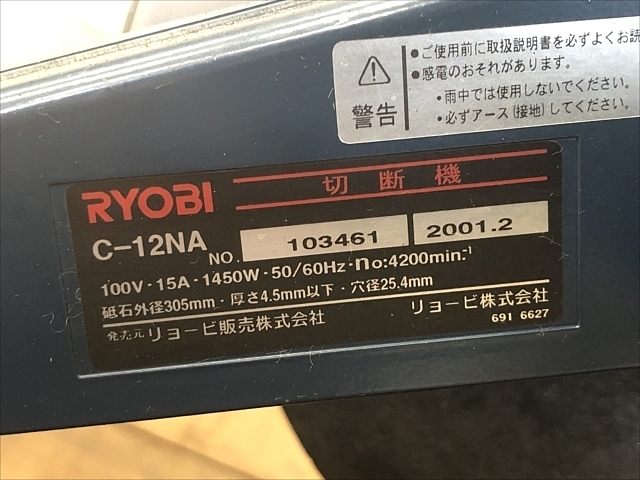 ●ご使用前に取扱説明書を必ずよくお読
●感電のおそれがあります。
・雨中では使用しないでください。
・必ずアース(接地)してください。
警告
RYOBI 切断機
C-12NA NO. 103461 2001.2
100V・15A・1450W・50/60Hz・no:4200min-1
砥石外径305mm・厚さ4.5mm以下・穴径25.4mm
発売元 リョービ販売株式会社 リョービ株式会社
691 6627